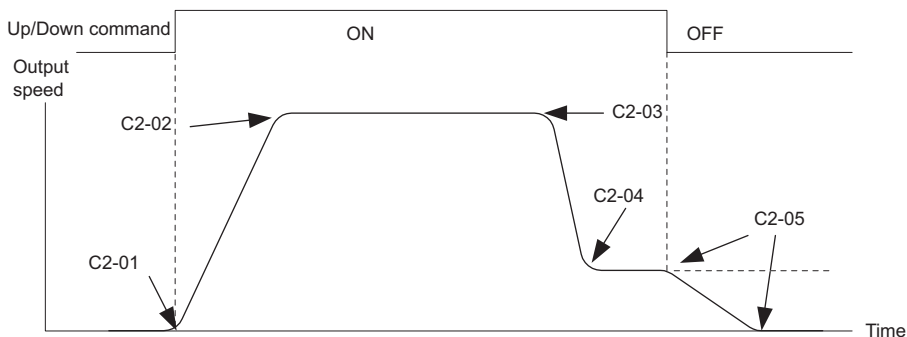 Up/Down command
ON
OFF
Output
speed
C2-02
C2-03
C2-04
C2-05
C2-01
Time